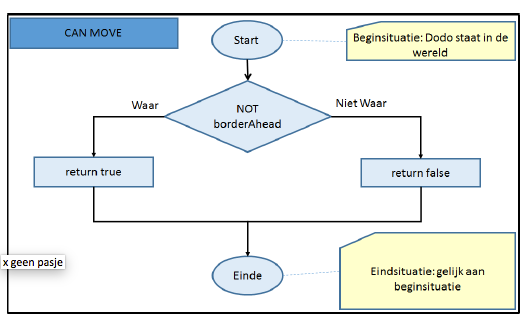 CAN MOVE
Start
Beginsituatie: Dodo staat in de
wereld
Waar
NOT
borderAhead
Niet Waar
return true
return false
x geen pasje
Einde
Eindsituatie: gelijk aan
beginsituatie